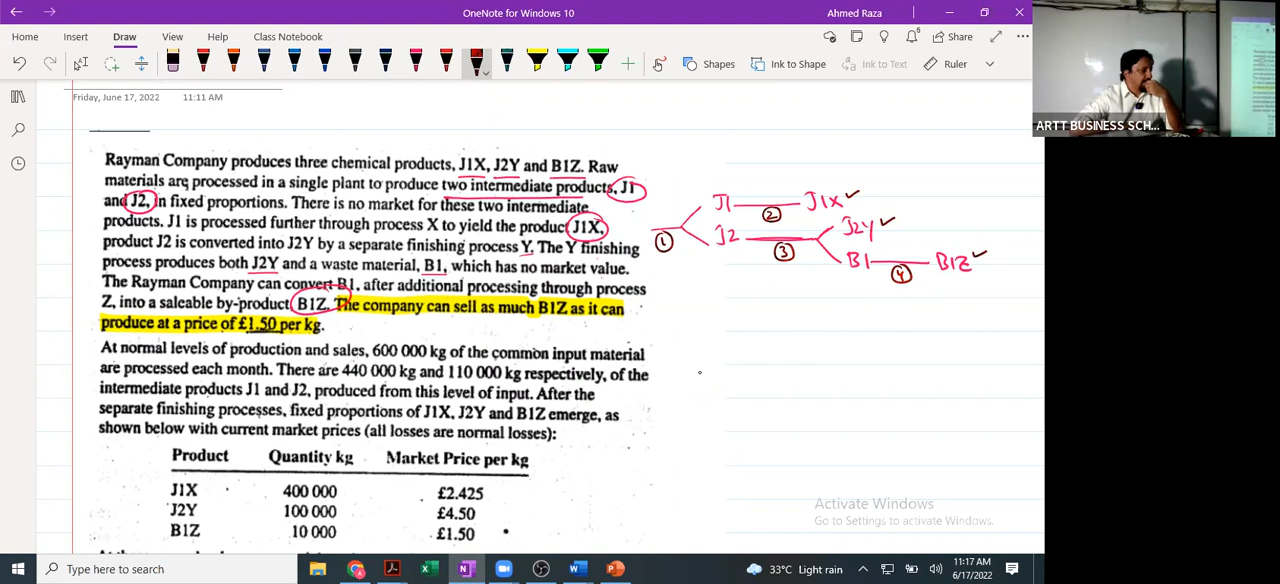 OneNote for Windows 10
Ahmed Raza
Home Insert Draw View Help Class Notebook
Share
Shapes Ink to Shape Ink to Text Ruler
Friday, June 17, 2022 11:11 AM
ARTT BUSINESS SCH...
Rayman Company produces three chemical products, J1X, J2Y and B1Z. Raw
materials are processed in a single plant to produce two intermediate products, J1
and J2, in fixed proportions. There is no market for these two intermediate
products. J1 is processed further through process X to yield the product J1X,
product J2 is converted into J2Y by a separate finishing process Y. The Y finishing
process produces both J2Y and a waste material, B1, which has no market value.
The Rayman Company can convert B1, after additional processing through process
Z, into a saleable by-product B1Z. The company can sell as much B1Z as it can
produce at a price of £1.50 per kg.
At normal levels of production and sales, 600 000 kg of the common input material
are processed each month. There are 440 000 kg and 110 000 kg respectively, of the
intermediate products J1 and J2, produced from this level of input. After the
separate finishing processes, fixed proportions of J1X, J2Y and B1Z emerge, as
shown below with current market prices (all losses are normal losses):
Product Quantity kg Market Price per kg
J1X 400 000 £2.425
J2Y 100 000 £4.50
B1Z 10 000 £1.50
J1 J1X
2
1
J2 J2Y
3
B1 B1Z
4
Activate Windows
Go to Settings to activate Windows.
Type here to search
33°C Light rain
11:17 AM
6/17/2022